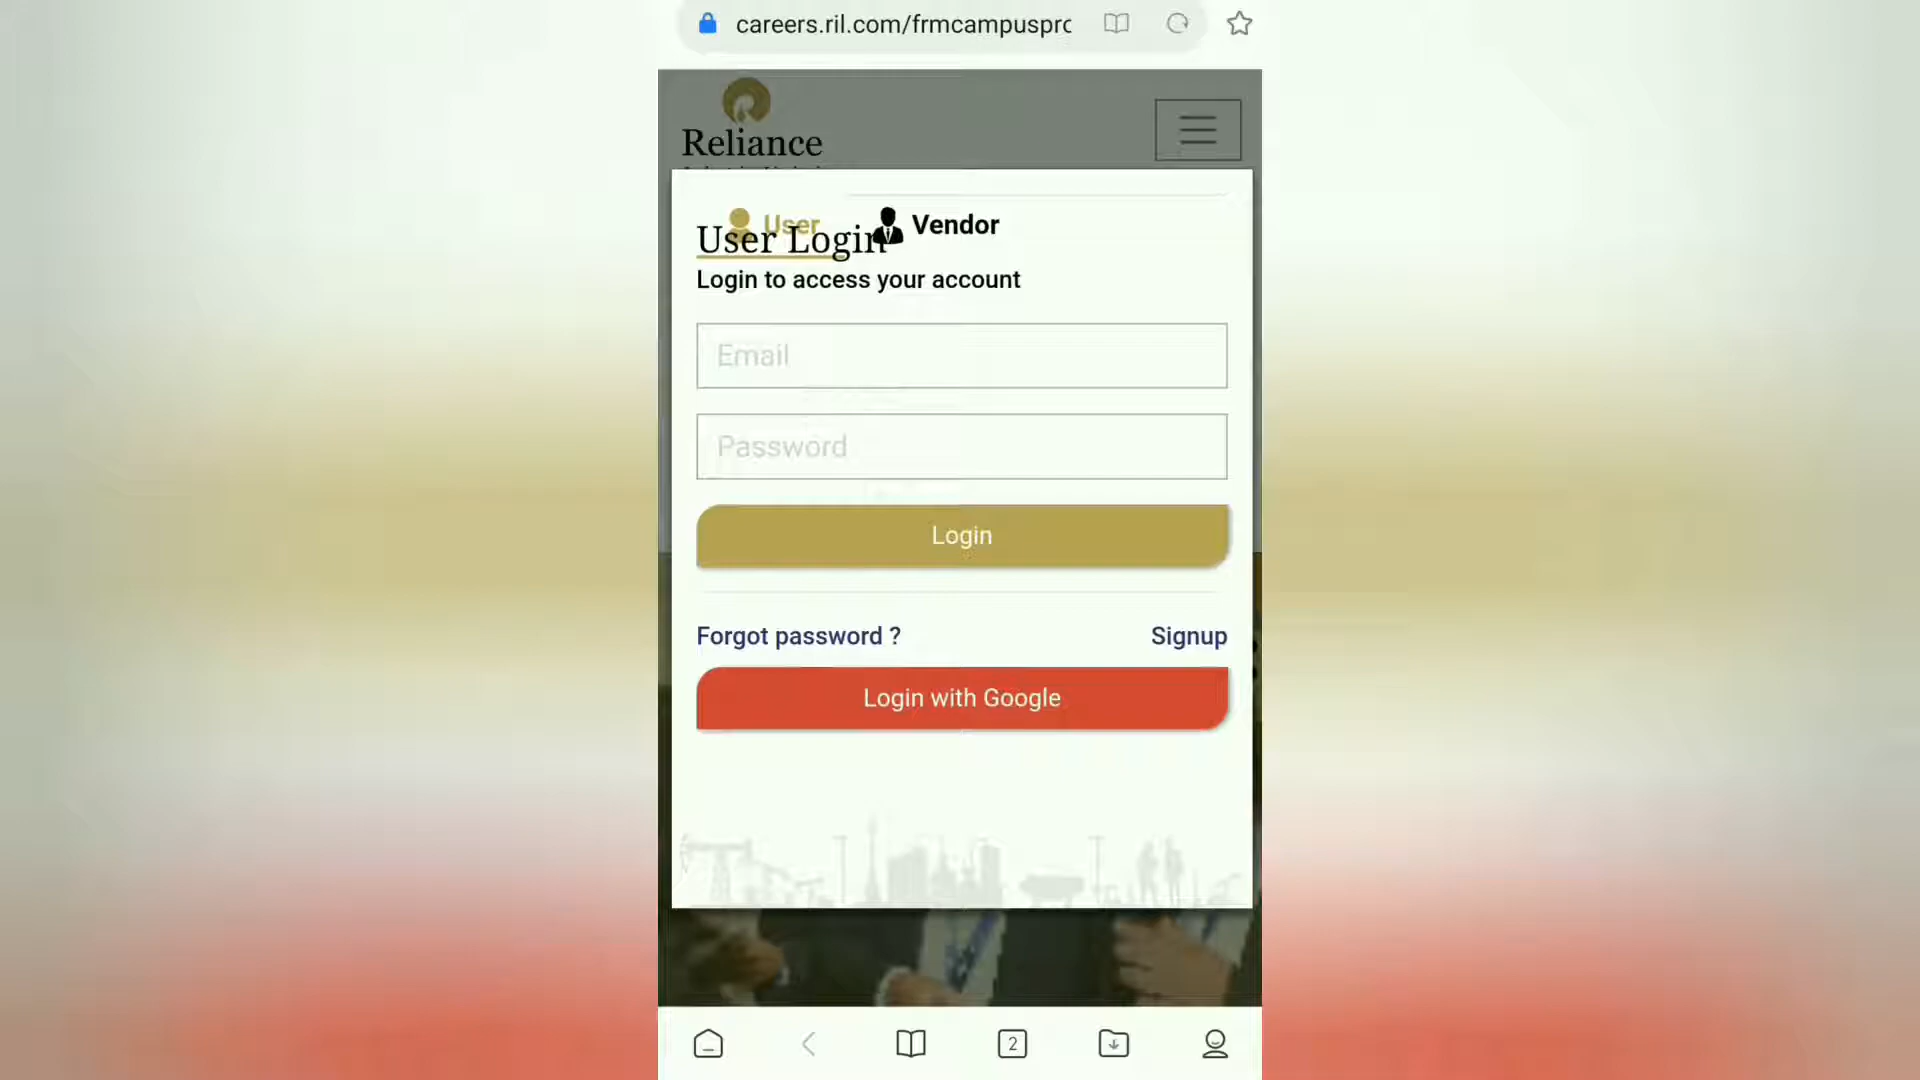 careers.ril.com/frmcampuspro
Reliance
User
Vendor
User Login
Login to access your account
Email
Password
Login
Forgot password ?
Signup
Login with Google
2